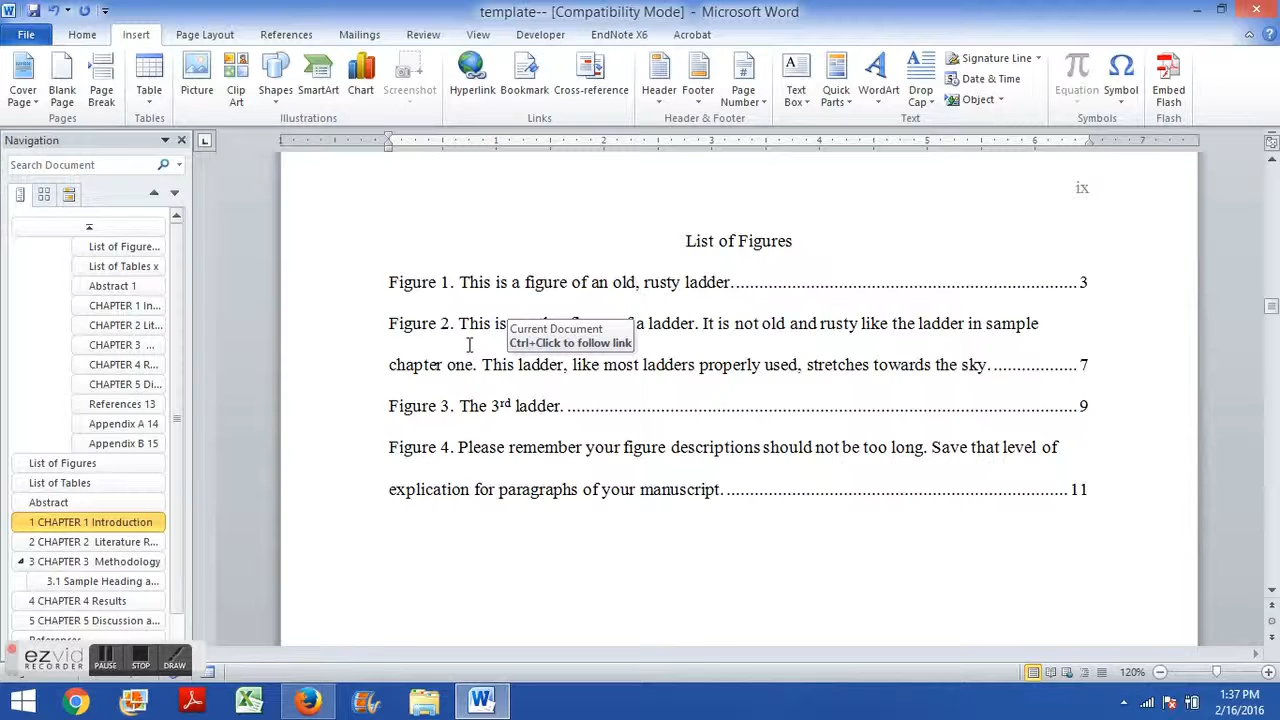 template-- [Compatibility Mode] - Microsoft Word
File Home Insert Page Layout References Mailings Review View Developer EndNote X6 Acrobat
Cover Page Blank Page Page Break Table Picture Clip Art Shapes SmartArt Chart Screenshot Hyperlink Bookmark Cross-reference Header Footer Page Number Text Box Quick Parts WordArt Drop Cap Signature Line Date & Time Object Equation Symbol Embed Flash
Pages Tables Illustrations Links Header & Footer Text Symbols Flash
Navigation
1 1 2 3 4 5 6 7
Search Document
List of Figure...
List of Tables x
Abstract 1
CHAPTER 1 In...
CHAPTER 2 Lit...
CHAPTER 3 ...
CHAPTER 4 R...
CHAPTER 5 Di...
References 13
Appendix A 14
Appendix B 15
List of Figures
List of Tables
Abstract
1 CHAPTER 1 Introduction
2 CHAPTER 2 Literature R...
3 CHAPTER 3 Methodology
3.1 Sample Heading a...
4 CHAPTER 4 Results
5 CHAPTER 5 Discussion a...
ix
List of Figures
Figure 1. This is a figure of an old, rusty ladder. 3
Figure 2. This is a ladder. It is not old and rusty like the ladder in sample
Current Document
Ctrl+Click to follow link
chapter one. This ladder, like most ladders properly used, stretches towards the sky. 7
Figure 3. The 3rd ladder. 9
Figure 4. Please remember your figure descriptions should not be too long. Save that level of
explication for paragraphs of your manuscript. 11
ezvid
RECORDER
PAUSE STOP DRAW
120%
1:37 PM
2/16/2016